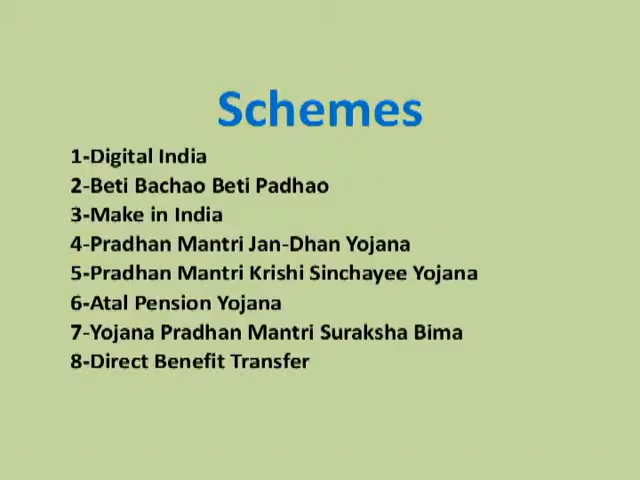 Schemes
1-Digital India
2-Beti Bachao Beti Padhao
3-Make in India
4-Pradhan Mantri Jan-Dhan Yojana
5-Pradhan Mantri Krishi Sinchayee Yojana
6-Atal Pension Yojana
7-Yojana Pradhan Mantri Suraksha Bima
8-Direct Benefit Transfer